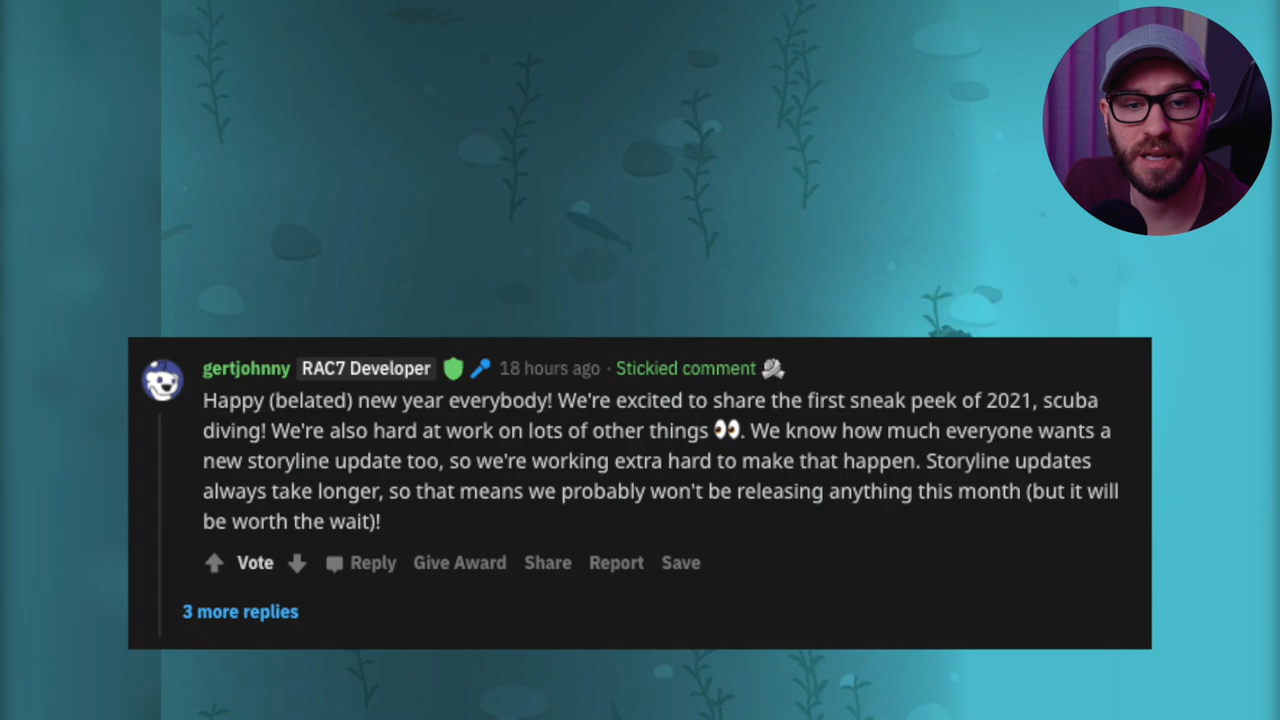 gertjohnny RAC7 Developer 18 hours ago · Stickied comment
Happy (belated) new year everybody! We're excited to share the first sneak peek of 2021, scuba
diving! We're also hard at work on lots of other things 👀. We know how much everyone wants a
new storyline update too, so we're working extra hard to make that happen. Storyline updates
always take longer, so that means we probably won't be releasing anything this month (but it will
be worth the wait)!
Vote Reply Give Award Share Report Save
3 more replies